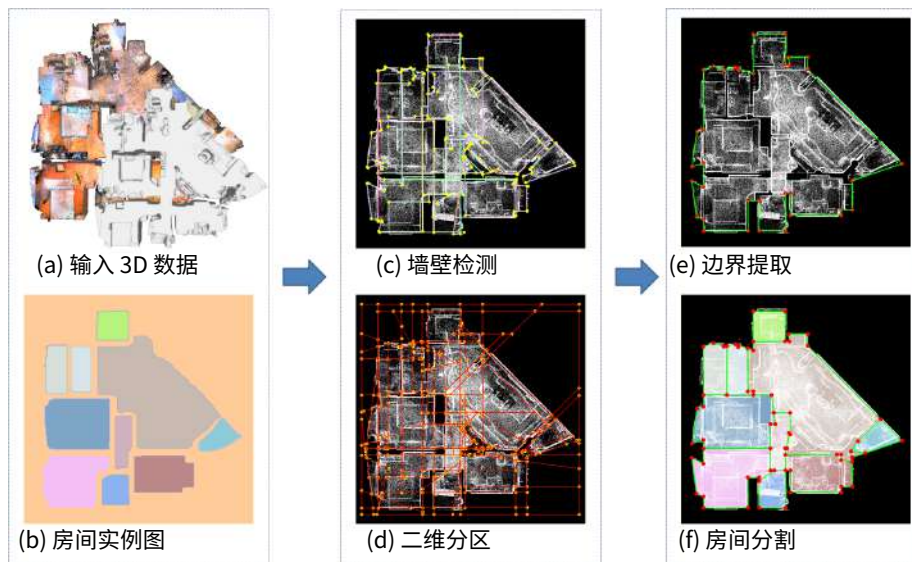 (a) 输入 3D 数据
(c) 墙壁检测
(e) 边界提取
(b) 房间实例图
(d) 二维分区
(f) 房间分割